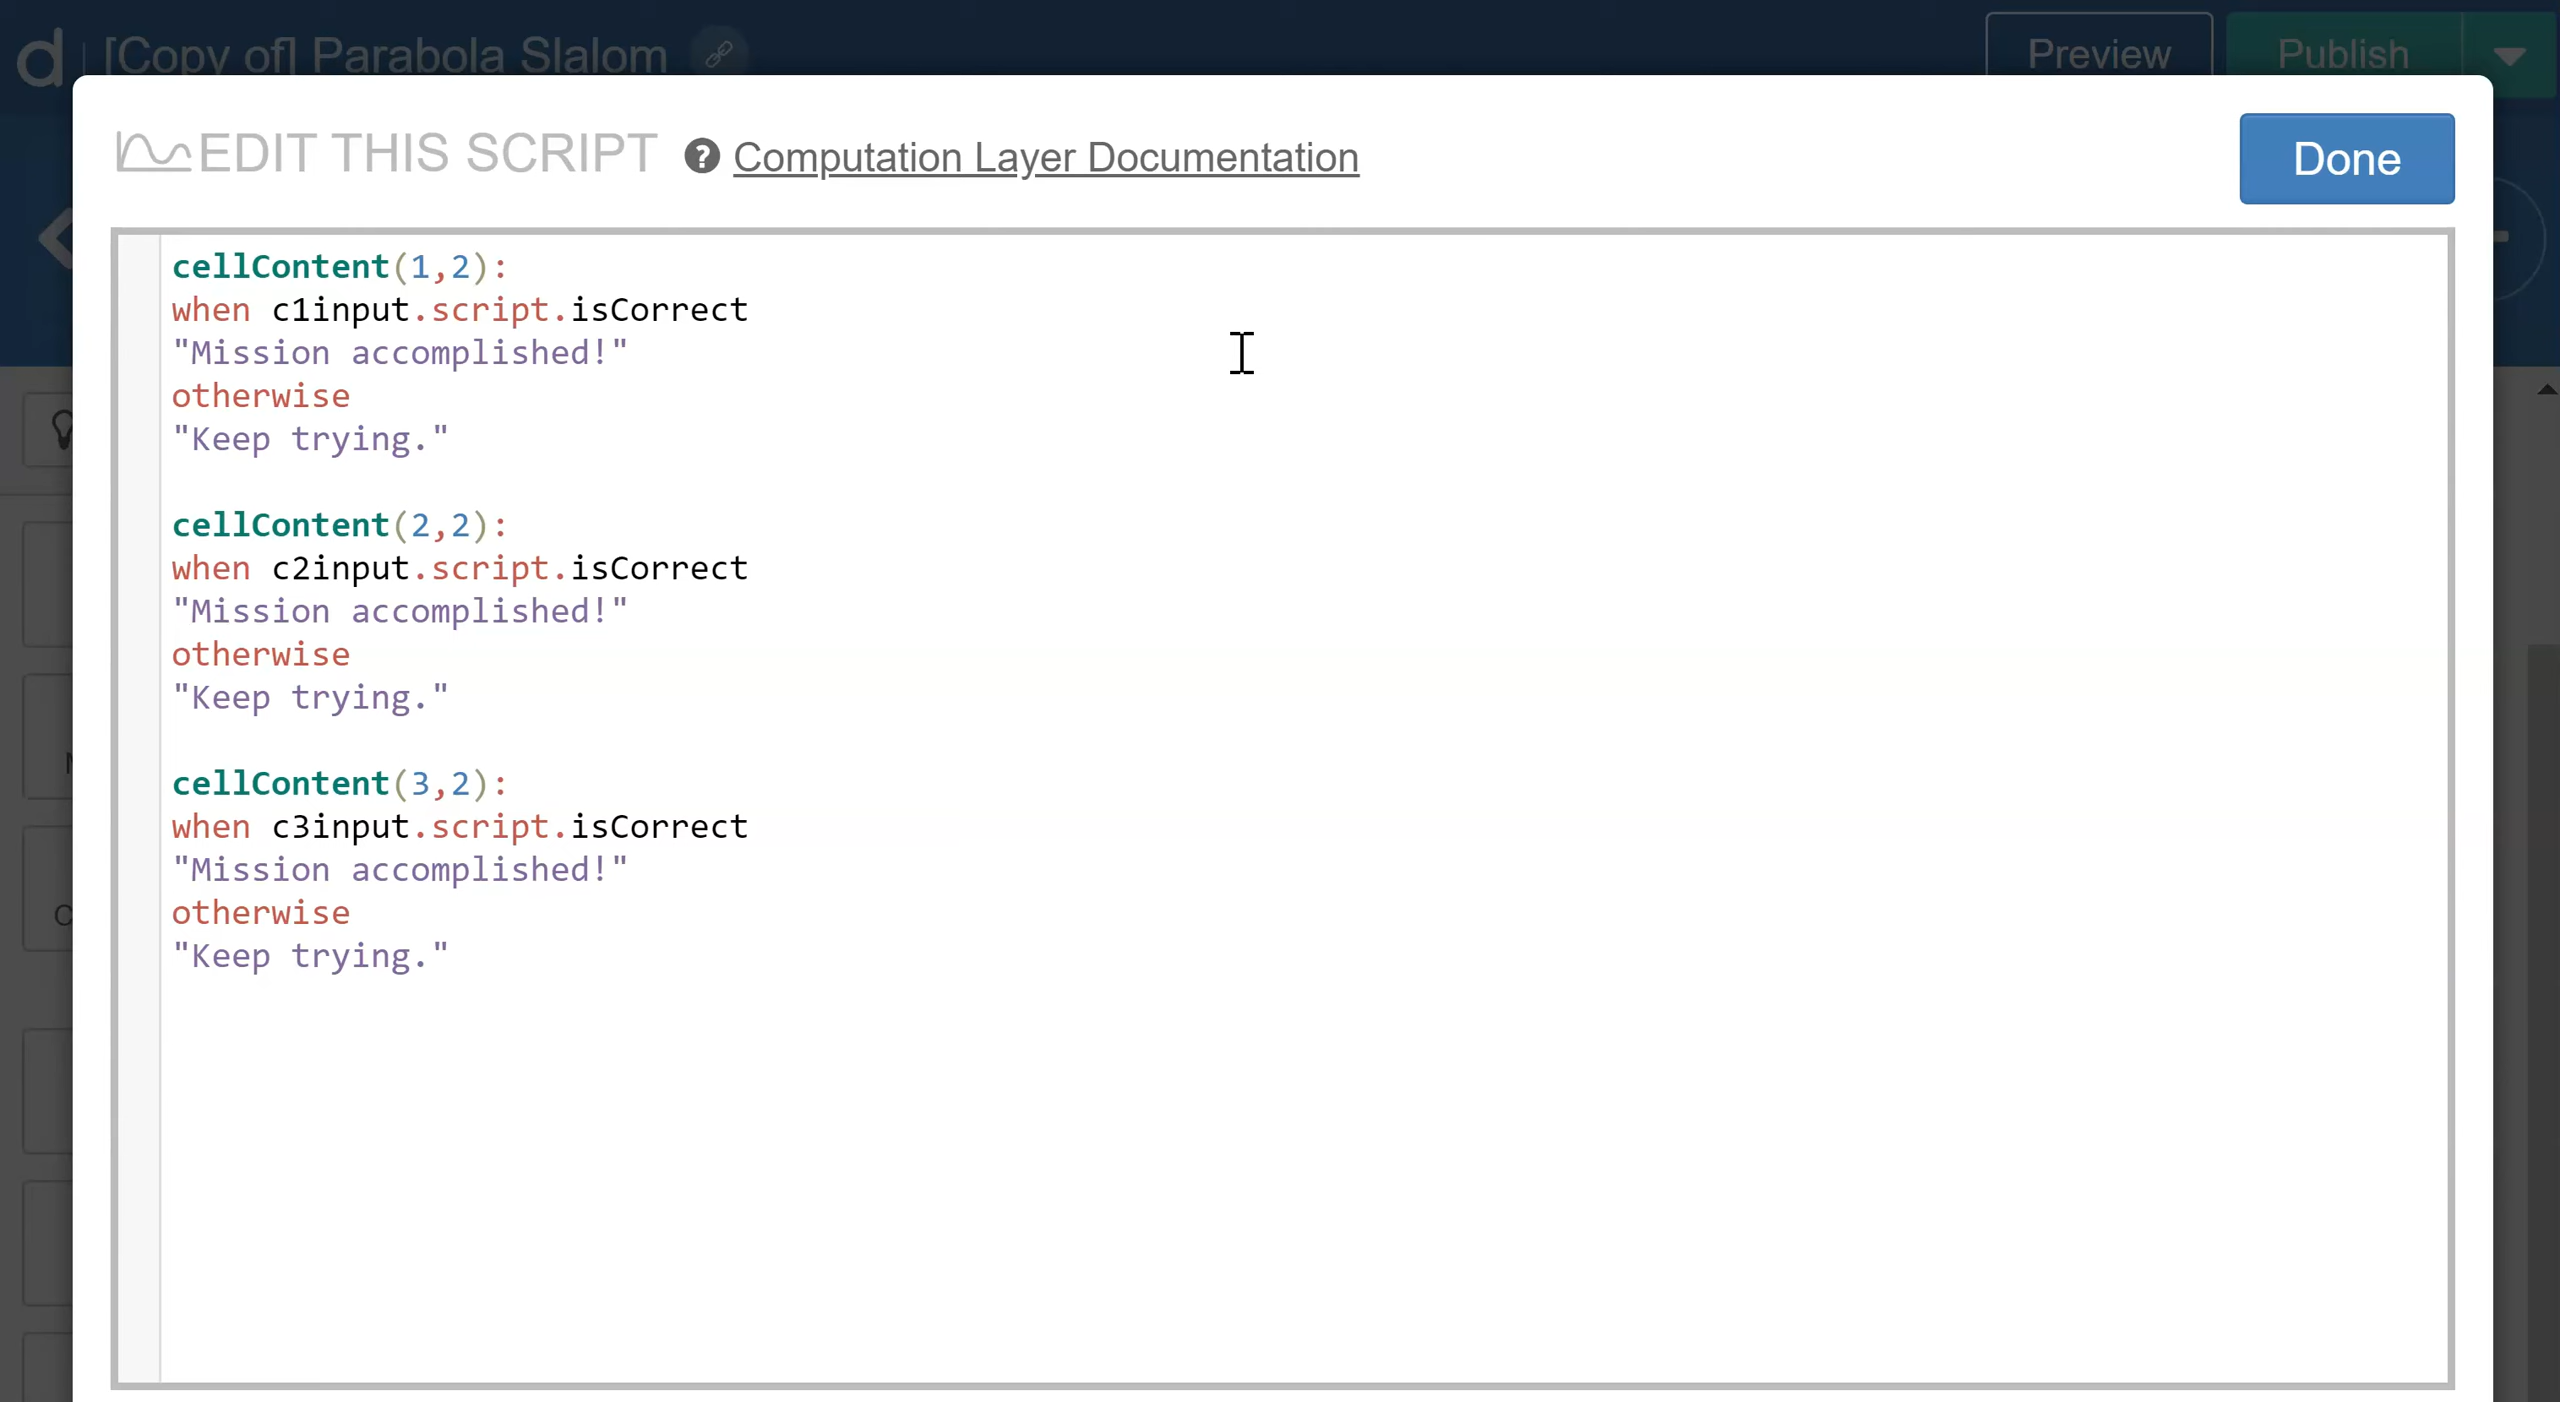 d | [Copy of] Parabola Slalom
Preview
Publish
EDIT THIS SCRIPT
? Computation Layer Documentation
Done
cellContent(1,2):
when c1input.script.isCorrect
"Mission accomplished!"
otherwise
"Keep trying."
cellContent(2,2):
when c2input.script.isCorrect
"Mission accomplished!"
otherwise
"Keep trying."
cellContent(3,2):
when c3input.script.isCorrect
"Mission accomplished!"
otherwise
"Keep trying."